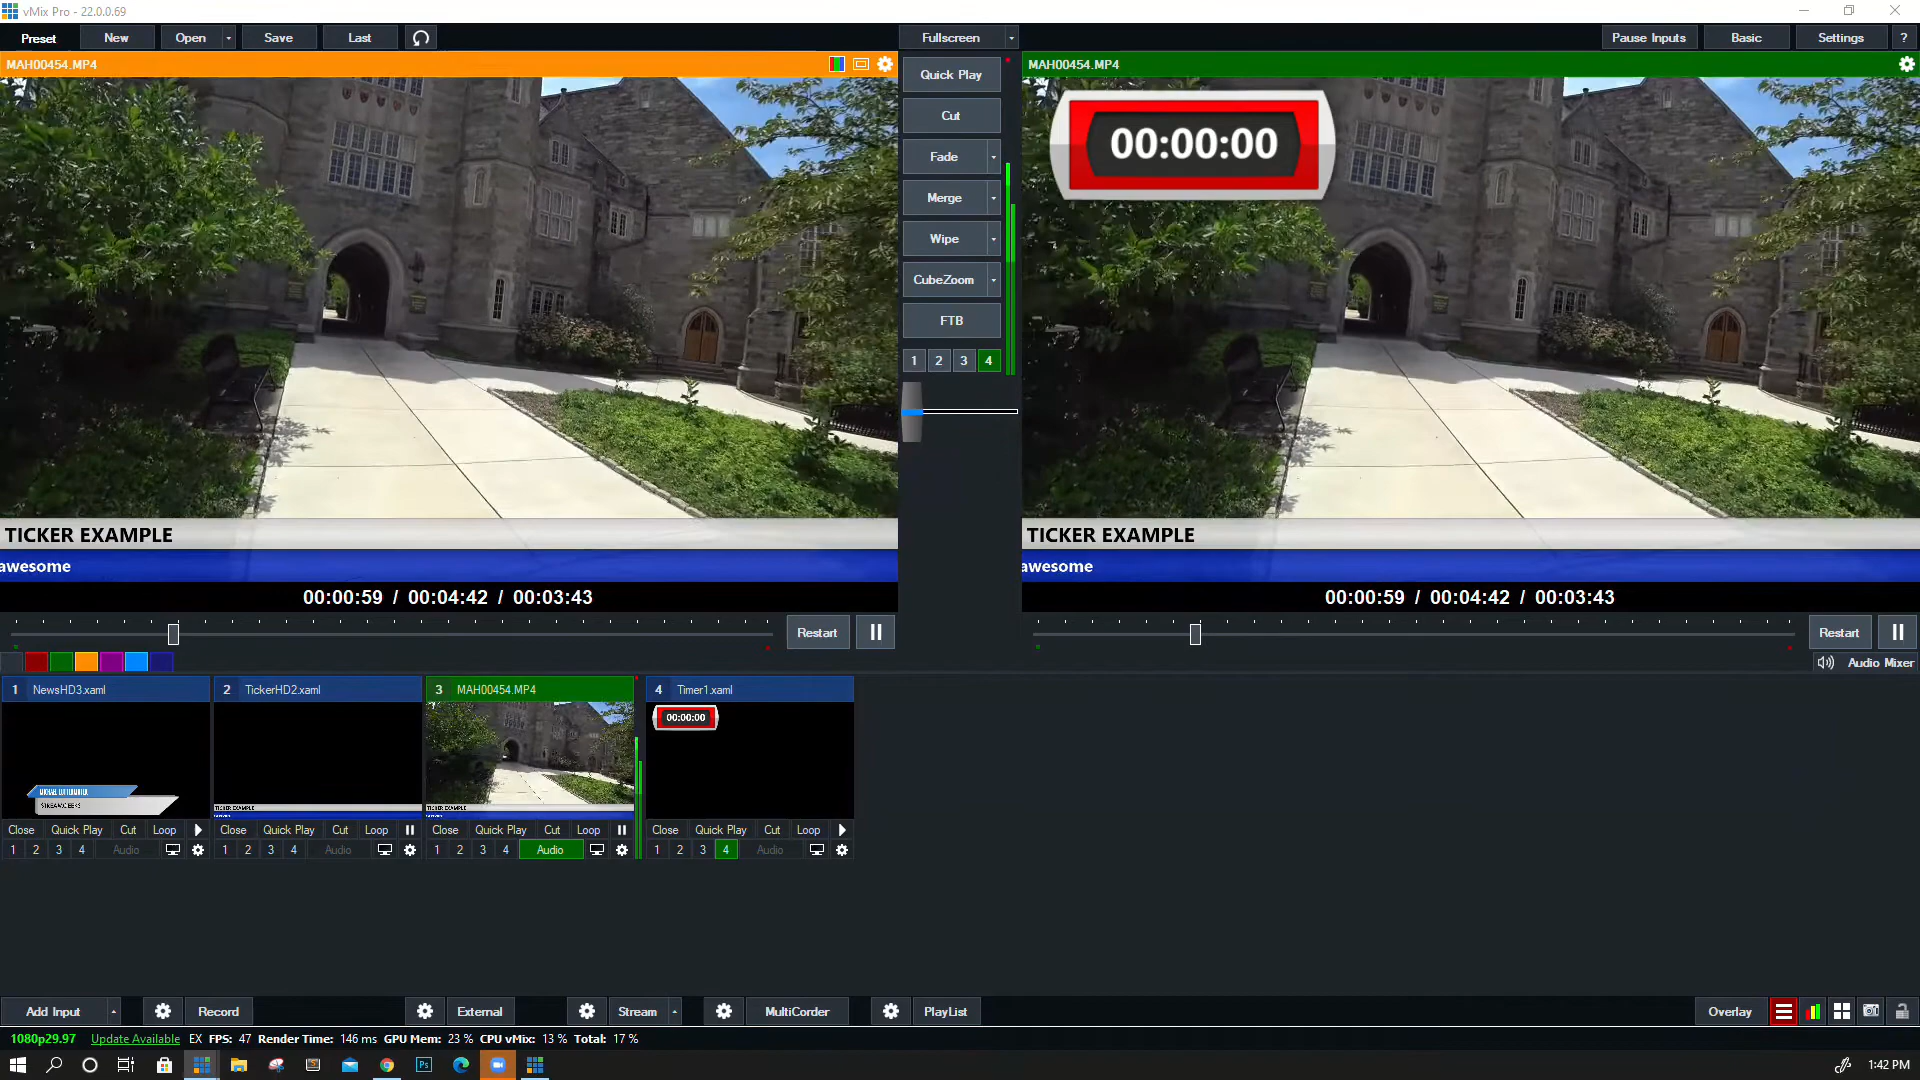 vMix Pro - 22.0.0.69
Preset New Open Save Last Fullscreen Pause Inputs Basic Settings ?
MAH00454.MP4
MAH00454.MP4
Quick Play
Cut
Fade
Merge
Wipe
CubeZoom
FTB
1 2 3 4
00:00:00
TICKER EXAMPLE
awesome
00:00:59 / 00:04:42 / 00:03:43
Restart
TICKER EXAMPLE
awesome
00:00:59 / 00:04:42 / 00:03:43
Restart
Audio Mixer
1 NewsHD3.xaml
Close Quick Play Cut Loop
1 2 3 4 Audio
2 TickerHD2.xaml
TICKER EXAMPLE
Close Quick Play Cut Loop
1 2 3 4 Audio
3 MAH00454.MP4
TICKER EXAMPLE
Close Quick Play Cut Loop
1 2 3 4 Audio
4 Timer1.xaml
00:00:00
Close Quick Play Cut Loop
1 2 3 4 Audio
Add Input Record External Stream MultiCorder PlayList Overlay
1080p29.97 Update Available EX FPS: 47 Render Time: 146 ms GPU Mem: 23 % CPU vMix: 13 % Total: 17 %
Ps
1:42 PM